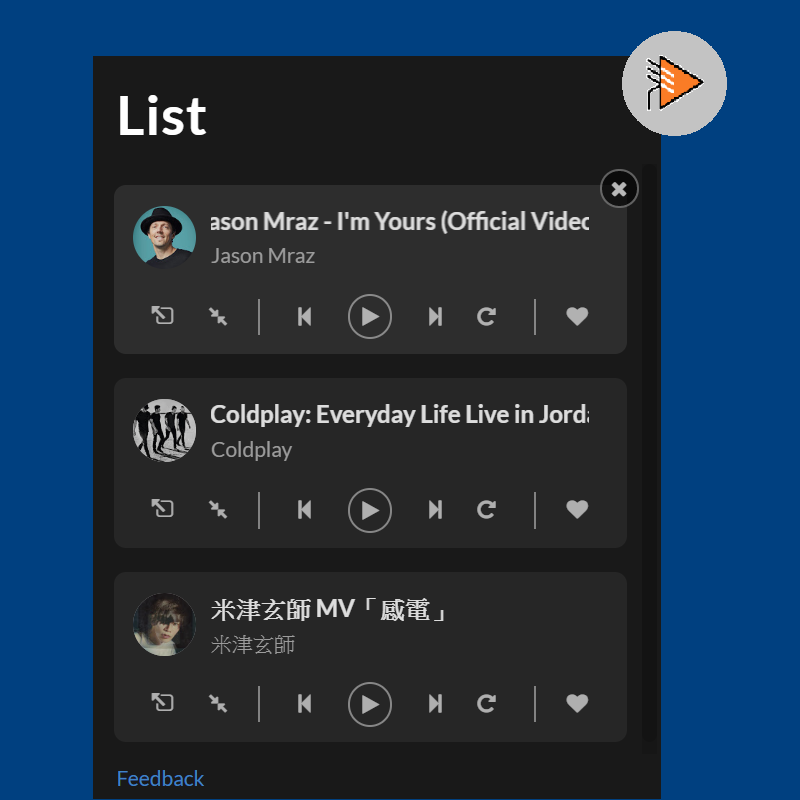 List
ason Mraz - I'm Yours (Official Videc
Jason Mraz
Coldplay: Everyday Life Live in Jorda
Coldplay
米津玄師 MV「感電」
米津玄師
Feedback